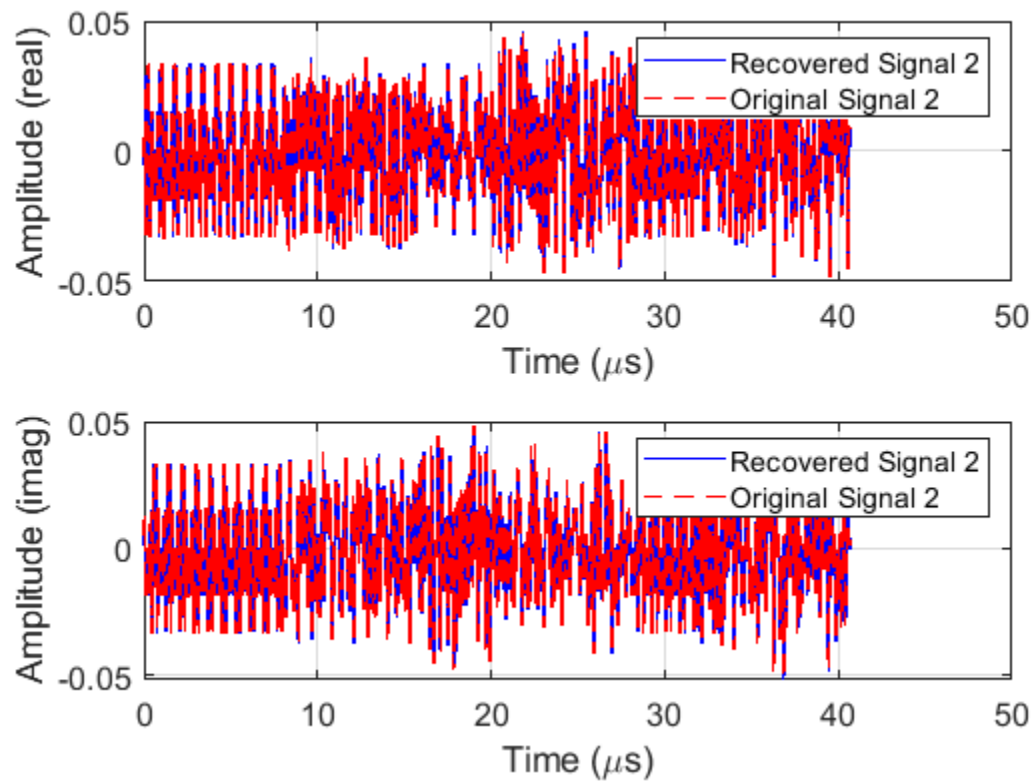 0.05
0
-0.05
Amplitude (real)
Recovered Signal 2
Original Signal 2
0 10 20 30 40 50
Time (μs)
0.05
0
-0.05
Amplitude (imag)
Recovered Signal 2
Original Signal 2
0 10 20 30 40 50
Time (μs)